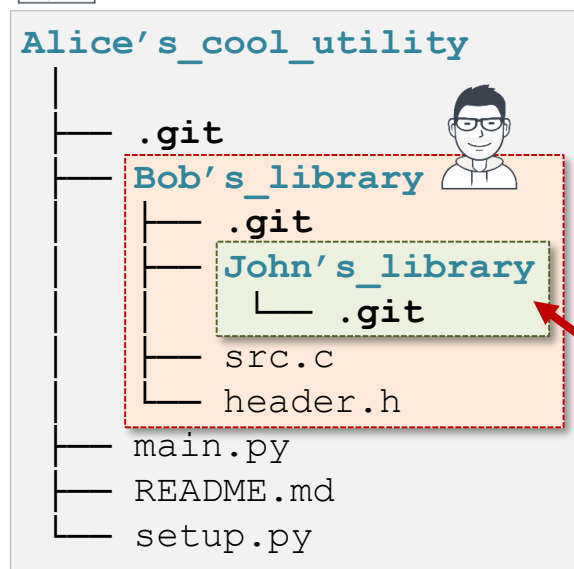 Alice’s_cool_utility
.git
Bob’s_library
.git
John’s_library
.git
src.c
header.h
main.py
README.md
setup.py